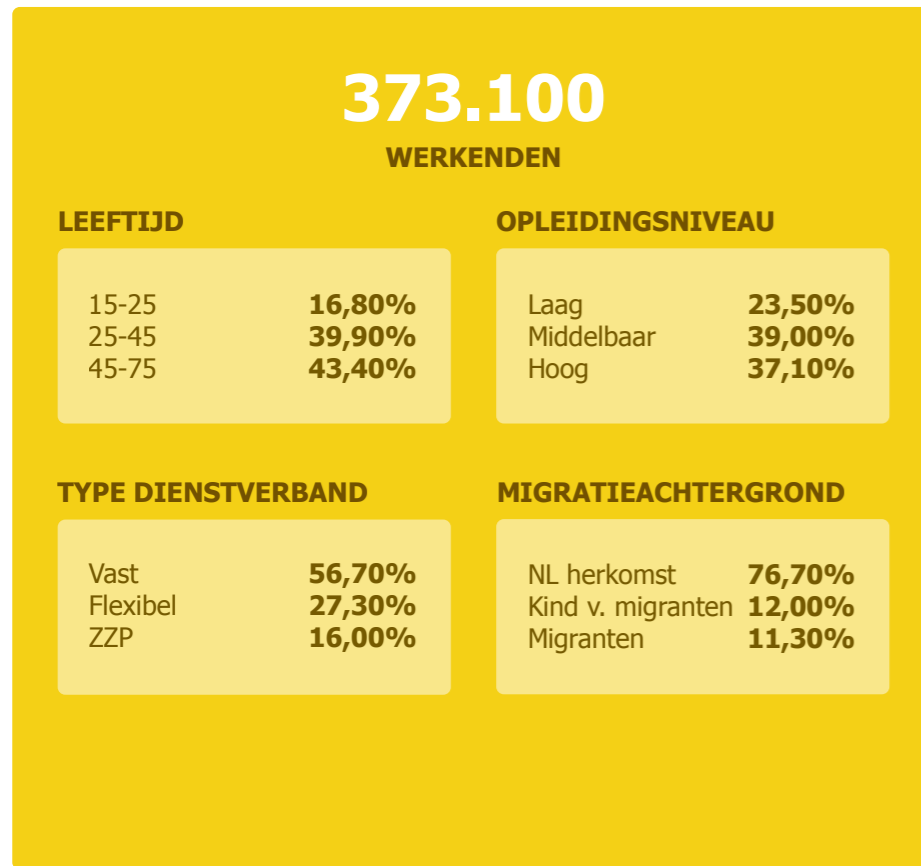 373.100
WERKENDEN
LEEFTIJD
15-25 16,80%
25-45 39,90%
45-75 43,40%
OPLEIDINGSNIVEAU
Laag 23,50%
Middelbaar 39,00%
Hoog 37,10%
TYPE DIENSTVERBAND
Vast 56,70%
Flexibel 27,30%
ZZP 16,00%
MIGRATIEACHTERGROND
NL herkomst 76,70%
Kind v. migranten 12,00%
Migranten 11,30%